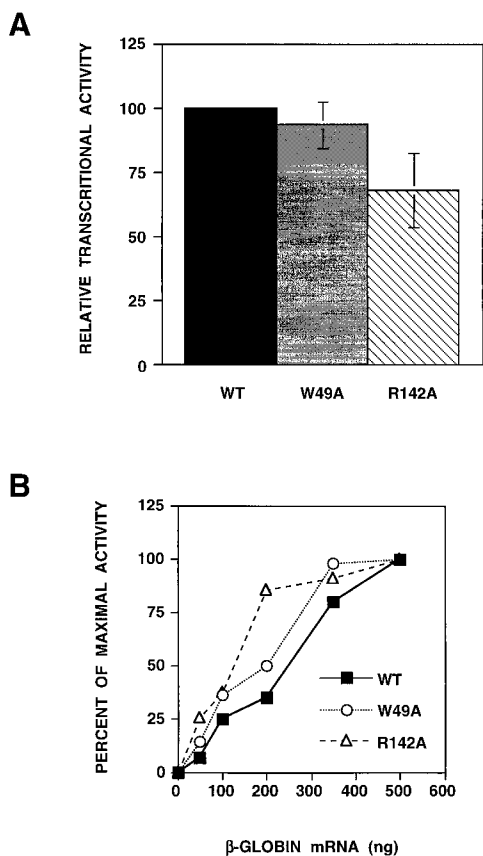 A
RELATIVE TRANSCRITIONAL ACTIVITY
125
100
75
50
25
0
WT W49A R142A
B
PERCENT OF MAXIMAL ACTIVITY
125
100
75
50
25
0
WT
W49A
R142A
0 100 200 300 400 500 600
β-GLOBIN mRNA (ng)